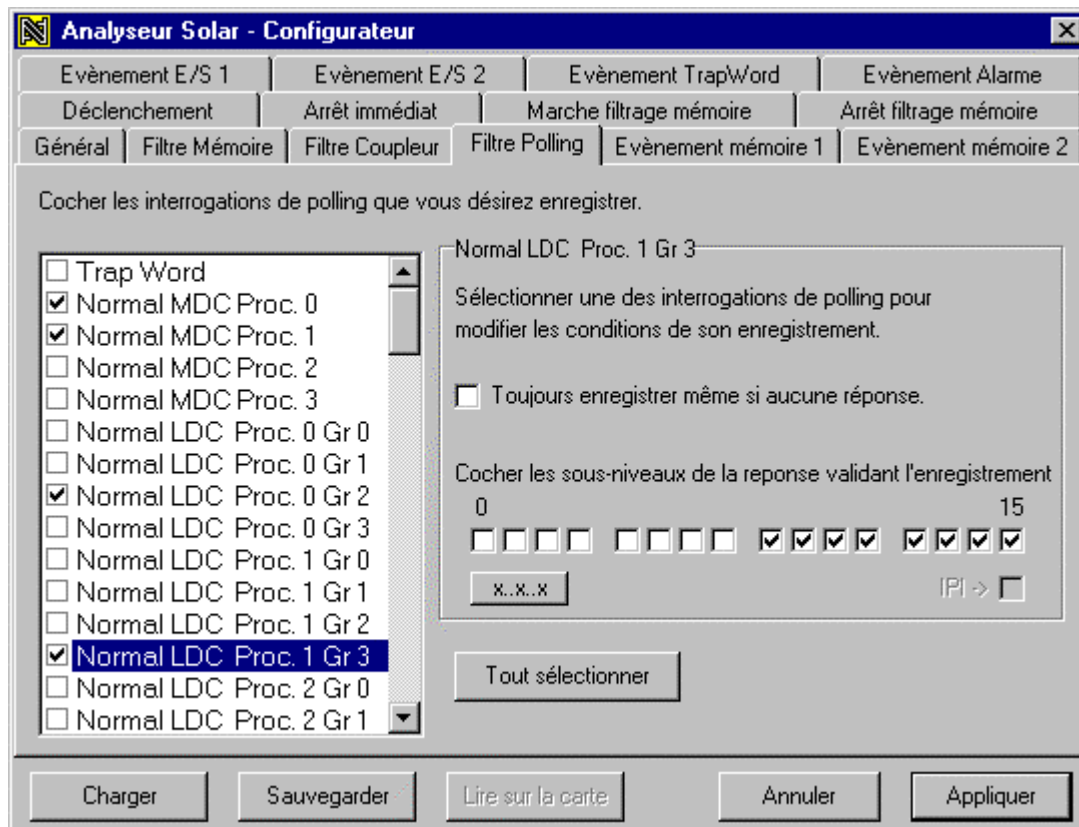 Analyseur Solar - Configurateur
Evènement E/S 1
Evènement E/S 2
Evènement TrapWord
Evènement Alarme
Déclenchement
Arrêt immédiat
Marche filtrage mémoire
Arrêt filtrage mémoire
Général
Filtre Mémoire
Filtre Coupleur
Filtre Polling
Evènement mémoire 1
Evènement mémoire 2
Cocher les interrogations de polling que vous désirez enregistrer.
Trap Word
Normal MDC Proc. 0
Normal MDC Proc. 1
Normal MDC Proc. 2
Normal MDC Proc. 3
Normal LDC Proc. 0 Gr 0
Normal LDC Proc. 0 Gr 1
Normal LDC Proc. 0 Gr 2
Normal LDC Proc. 0 Gr 3
Normal LDC Proc. 1 Gr 0
Normal LDC Proc. 1 Gr 1
Normal LDC Proc. 1 Gr 2
Normal LDC Proc. 1 Gr 3
Normal LDC Proc. 2 Gr 0
Normal LDC Proc. 2 Gr 1
Normal LDC Proc. 1 Gr 3
Sélectionner une des interrogations de polling pour
modifier les conditions de son enregistrement.
Toujours enregistrer même si aucune réponse.
Cocher les sous-niveaux de la reponse validant l'enregistrement
0 15
x..x..x
IPI ->
Tout sélectionner
Charger
Sauvegarder
Lire sur la carte
Annuler
Appliquer